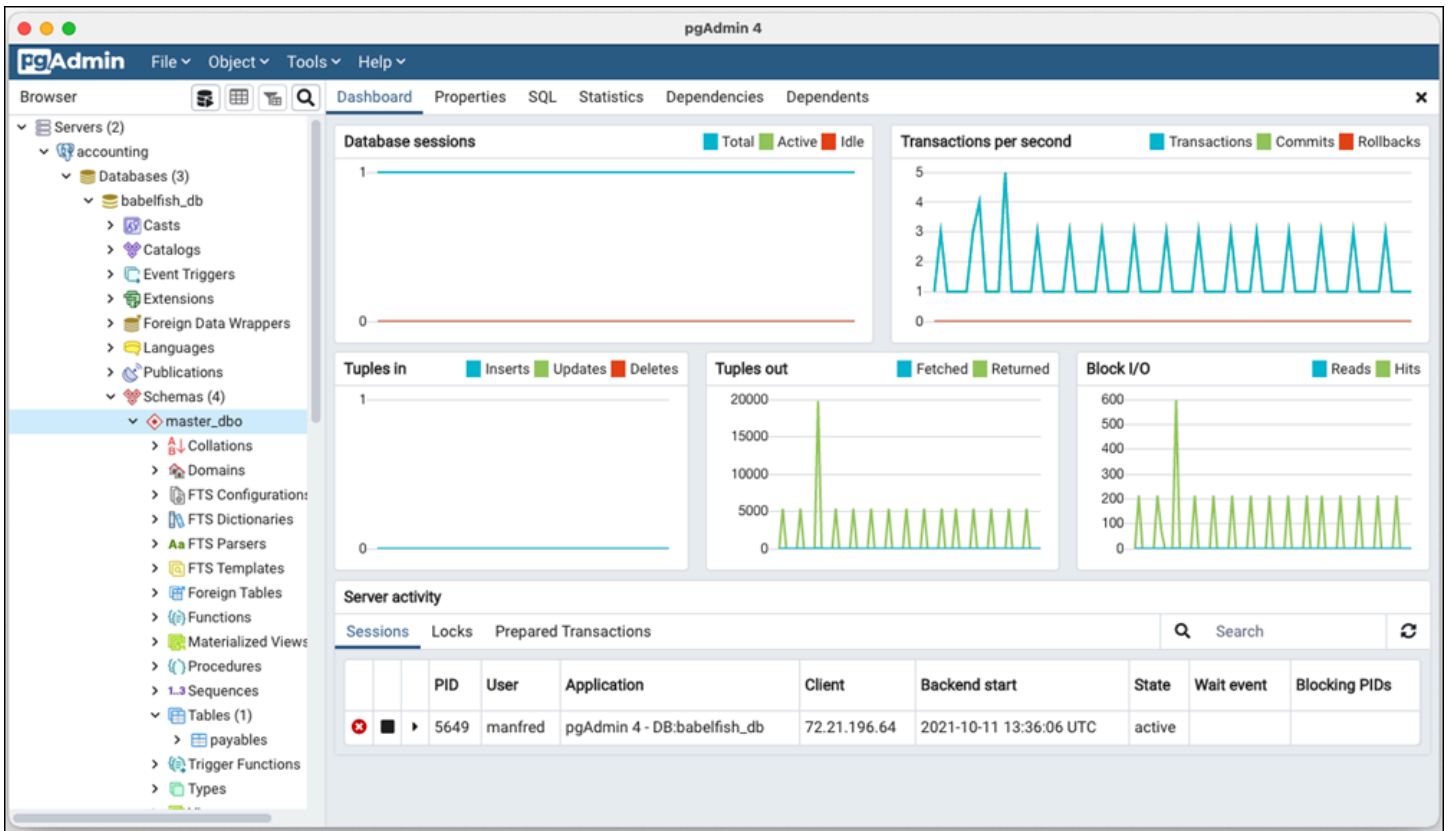 pgAdmin 4
pgAdmin File Object Tools Help
Browser
Dashboard Properties SQL Statistics Dependencies Dependents
Servers (2)
accounting
Databases (3)
babelfish_db
Casts
Catalogs
Event Triggers
Extensions
Foreign Data Wrappers
Languages
Publications
Schemas (4)
master_dbo
Collations
Domains
FTS Configurations
FTS Dictionaries
Aa FTS Parsers
FTS Templates
Foreign Tables
Functions
Materialized Views
Procedures
1..3 Sequences
Tables (1)
payables
Trigger Functions
Types
Database sessions Total Active Idle
1
0
Transactions per second Transactions Commits Rollbacks
5
4
3
2
1
0
Tuples in Inserts Updates Deletes
1
0
Tuples out Fetched Returned
20000
15000
10000
5000
0
Block I/O Reads Hits
600
500
400
300
200
100
0
Server activity
Sessions Locks Prepared Transactions Search
PID User Application Client Backend start State Wait event Blocking PIDs
5649 manfred pgAdmin 4 - DB:babelfish_db 72.21.196.64 2021-10-11 13:36:06 UTC active